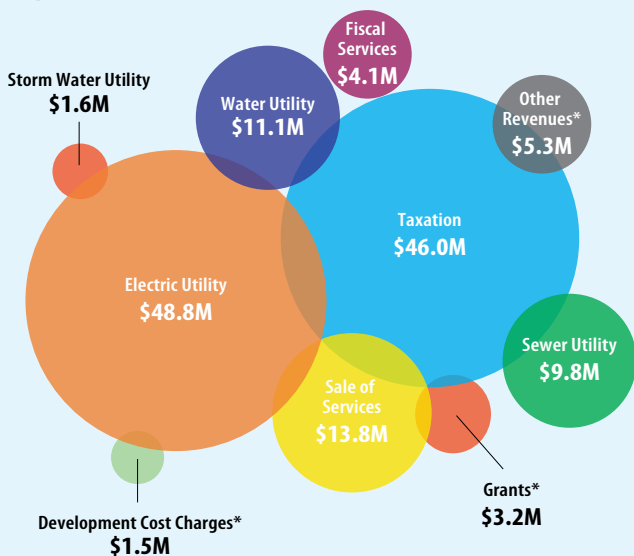 Fiscal
Services
$4.1M
Storm Water Utility
$1.6M
Water Utility
$11.1M
Other
Revenues*
$5.3M
Taxation
$46.0M
Electric Utility
$48.8M
Sewer Utility
$9.8M
Sale of
Services
$13.8M
Grants*
$3.2M
Development Cost Charges*
$1.5M